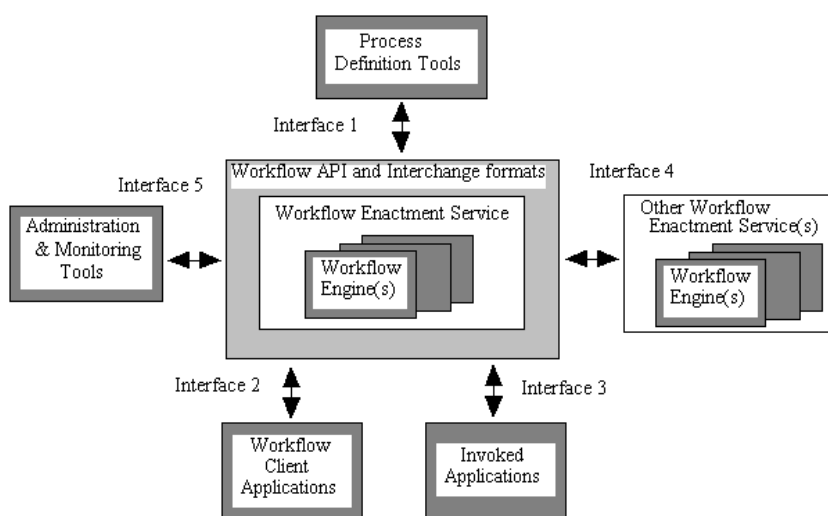 Process
Definition Tools
Interface 1
Workflow API and Interchange formats
Interface 5
Interface 4
Workflow Enactment Service
Workflow
Engine(s)
Administration
& Monitoring
Tools
Other Workflow
Enactment Service(s)
Workflow
Engine(s)
Interface 2
Interface 3
Workflow
Client
Applications
Invoked
Applications